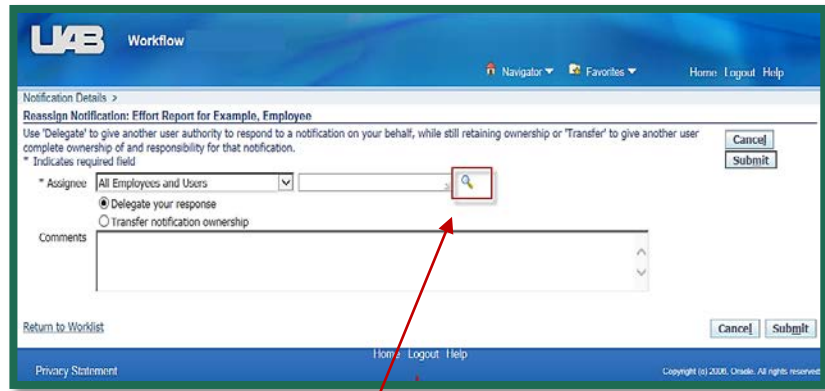 UAB Workflow
Navigator Favorites Home Logout Help
Notification Details >
Reassign Notification: Effort Report for Example, Employee
Use 'Delegate' to give another user authority to respond to a notification on your behalf, while still retaining ownership or 'Transfer' to give another user
complete ownership of and responsibility for that notification.
Cancel
* Indicates required field
Submit
* Assignee All Employees and Users
Delegate your response
Transfer notification ownership
Comments
Return to Worklist
Cancel Submit
Home Logout Help
Privacy Statement
Copyright (c) 2006, Oracle. All rights reserved